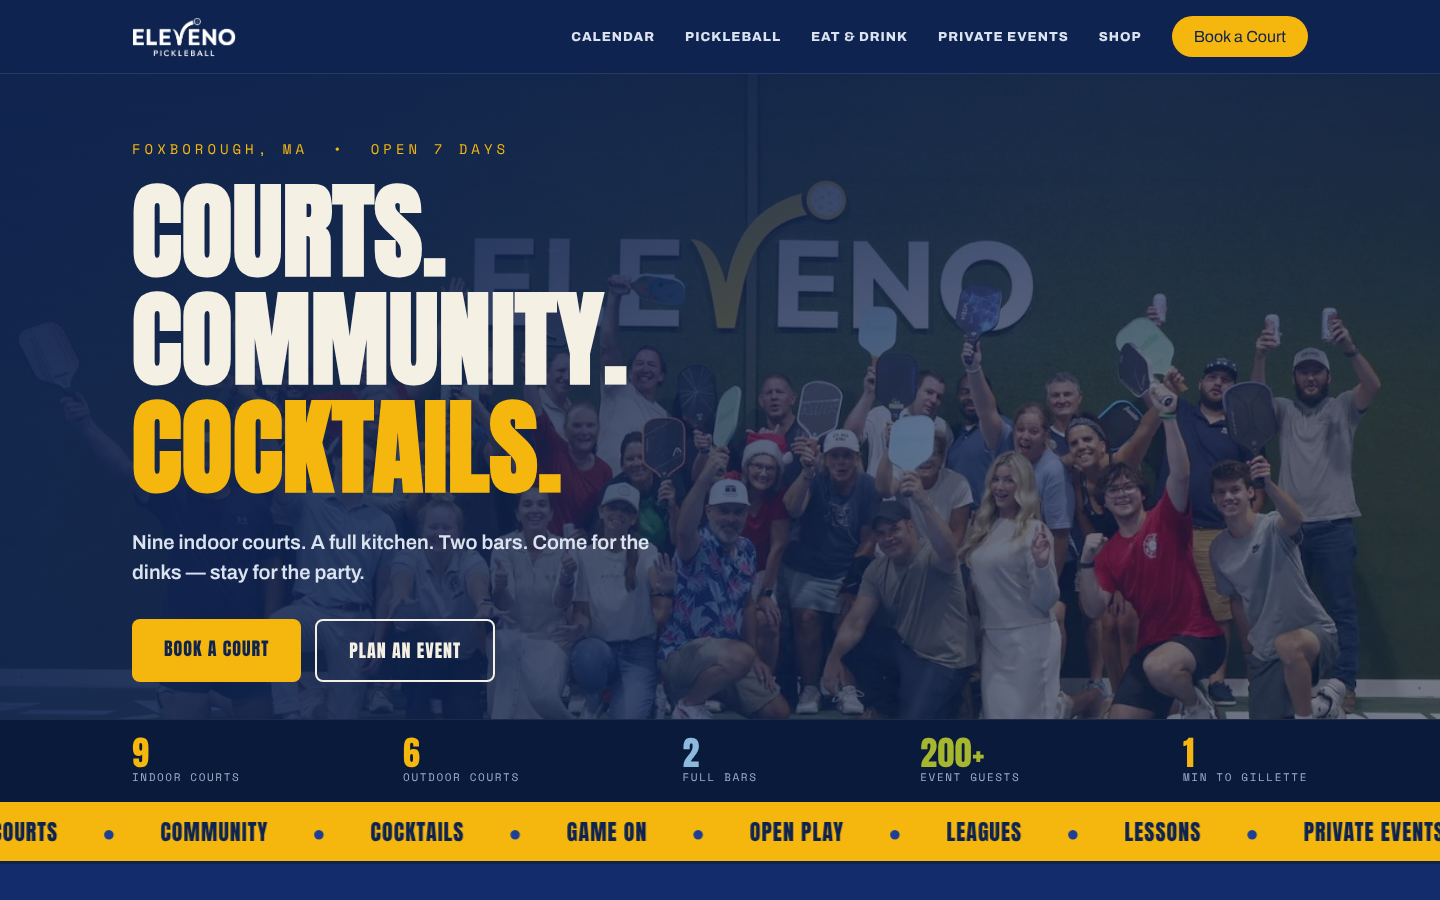 ELEVENO
PICKLEBALL
CALENDAR
PICKLEBALL
EAT & DRINK
PRIVATE EVENTS
SHOP
Book a Court
FOXBOROUGH, MA • OPEN 7 DAYS
ELEVENO
COURTS.
COMMUNITY.
COCKTAILS.
Nine indoor courts. A full kitchen. Two bars. Come for the
dinks — stay for the party.
BOOK A COURT
PLAN AN EVENT
9
INDOOR COURTS
6
OUTDOOR COURTS
2
FULL BARS
200+
EVENT GUESTS
1
MIN TO GILLETTE
COURTS • COMMUNITY • COCKTAILS • GAME ON • OPEN PLAY • LEAGUES • LESSONS • PRIVATE EVENTS